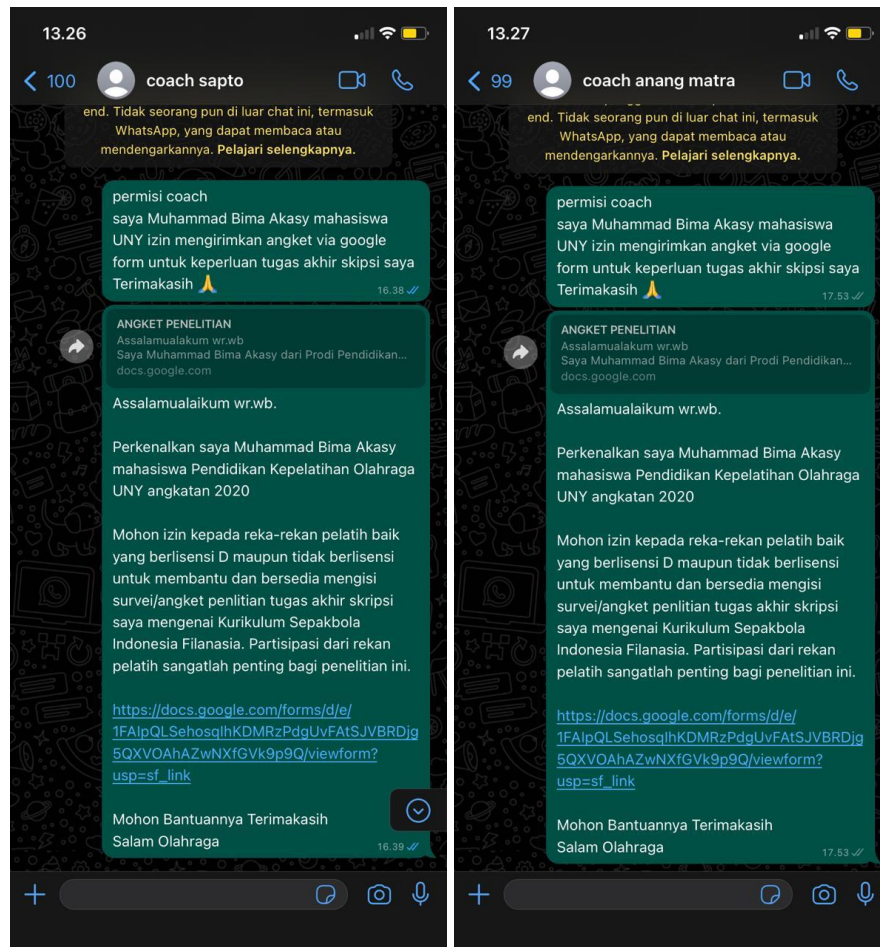 13.26
100
coach sapto
end. Tidak seorang pun di luar chat ini, termasuk
WhatsApp, yang dapat membaca atau
mendengarkannya. Pelajari selengkapnya.
permisi coach
saya Muhammad Bima Akasy mahasiswa
UNY izin mengirimkan angket via google
form untuk keperluan tugas akhir skipsi saya
Terimakasih 🙏
16.38
ANGKET PENELITIAN
Assalamualakum wr.wb
Saya Muhammad Bima Akasy dari Prodi Pendidikan...
docs.google.com
Assalamualaikum wr.wb.
Perkenalkan saya Muhammad Bima Akasy
mahasiswa Pendidikan Kepelatihan Olahraga
UNY angkatan 2020
Mohon izin kepada reka-rekan pelatih baik
yang berlisensi D maupun tidak berlisensi
untuk membantu dan bersedia mengisi
survei/angket penlitian tugas akhir skripsi
saya mengenai Kurikulum Sepakbola
Indonesia Filanasia. Partisipasi dari rekan
pelatih sangatlah penting bagi penelitian ini.
https://docs.google.com/forms/d/e/
1FAIpQLSehosqIhKDMRzPdgUvFAtSJVBRDjg
5QXVOAhAZwNXfGVk9p9Q/viewform?
usp=sf_link
Mohon Bantuannya Terimakasih
Salam Olahraga
16.39
13.27
99
coach anang matra
end. Tidak seorang pun di luar chat ini, termasuk
WhatsApp, yang dapat membaca atau
mendengarkannya. Pelajari selengkapnya.
permisi coach
saya Muhammad Bima Akasy mahasiswa
UNY izin mengirimkan angket via google
form untuk keperluan tugas akhir skipsi saya
Terimakasih 🙏
17.53
ANGKET PENELITIAN
Assalamualakum wr.wb
Saya Muhammad Bima Akasy dari Prodi Pendidikan...
docs.google.com
Assalamualaikum wr.wb.
Perkenalkan saya Muhammad Bima Akasy
mahasiswa Pendidikan Kepelatihan Olahraga
UNY angkatan 2020
Mohon izin kepada reka-rekan pelatih baik
yang berlisensi D maupun tidak berlisensi
untuk membantu dan bersedia mengisi
survei/angket penlitian tugas akhir skripsi
saya mengenai Kurikulum Sepakbola
Indonesia Filanasia. Partisipasi dari rekan
pelatih sangatlah penting bagi penelitian ini.
https://docs.google.com/forms/d/e/
1FAIpQLSehosqIhKDMRzPdgUvFAtSJVBRDjg
5QXVOAhAZwNXfGVk9p9Q/viewform?
usp=sf_link
Mohon Bantuannya Terimakasih
Salam Olahraga
17.53